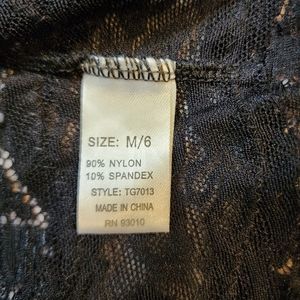 SIZE: M/6
90% NYLON
10% SPANDEX
STYLE: TG7013
MADE IN CHINA
RN 93010